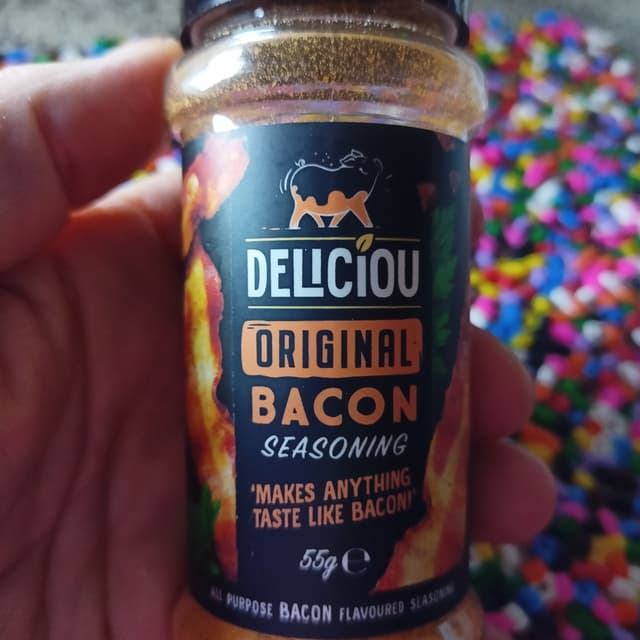 DELICIOU
ORIGINAL
BACON
SEASONING
'MAKES ANYTHING
TASTE LIKE BACON!'
55g ℮
ALL PURPOSE BACON FLAVOURED SEASONING